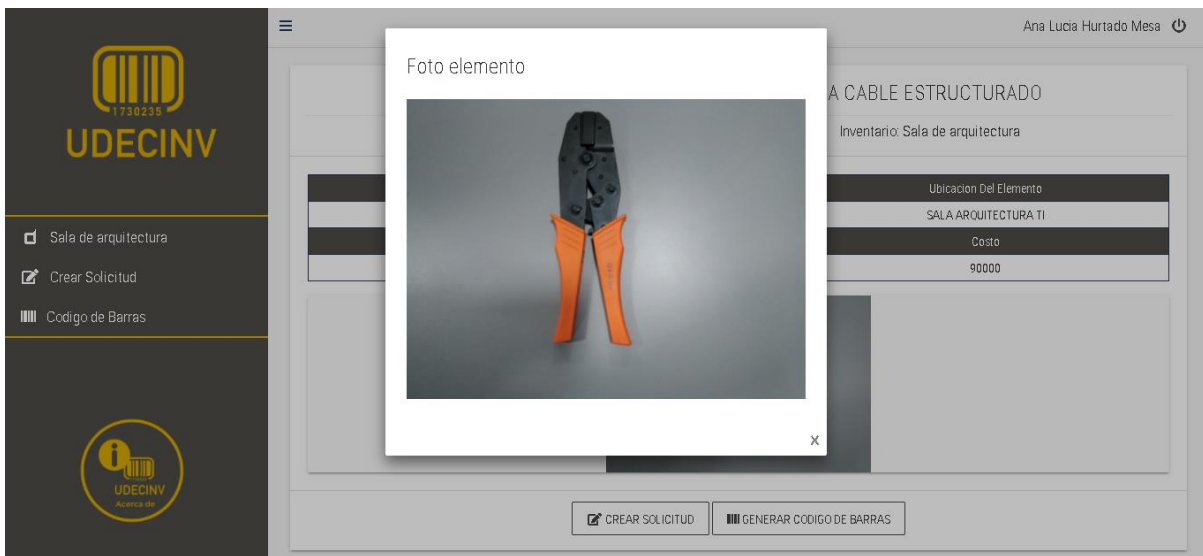 1730235
UDECINV
Sala de arquitectura
Crear Solicitud
Codigo de Barras
i
UDECINV
Acerca de
Ana Lucia Hurtado Mesa
A CABLE ESTRUCTURADO
Inventario: Sala de arquitectura
Ubicacion Del Elemento
SALA ARQUITECTURA TI
Costo
90000
Foto elemento
X
CREAR SOLICITUD
GENERAR CODIGO DE BARRAS